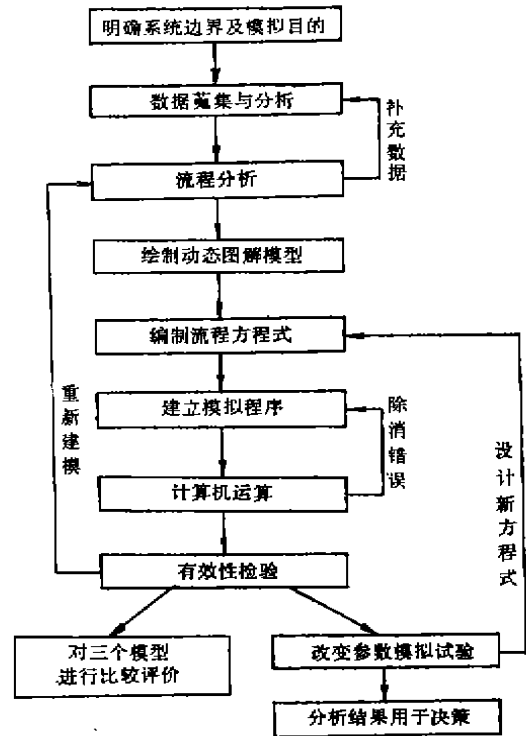 明确系统边界及模拟目的
数据蒐集与分析
补充数据
流程分析
绘制动态图解模型
编制流程方程式
重新建模
建立模拟程序
除消错误
设计新方程式
计算机运算
有效性检验
对三个模型
进行比较评价
改变参数模拟试验
分析结果用于决策